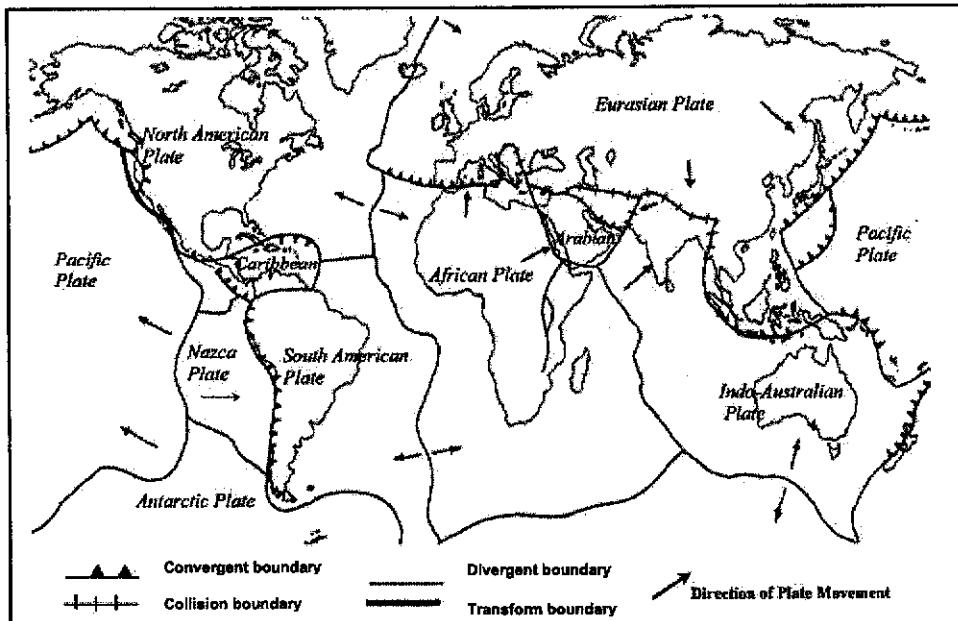 Eurasian Plate
North American
Plate
Pacific
Plate
Caribbean
Arabian
African Plate
Pacific
Plate
Nazca
Plate
South American
Plate
Indo-Australian
Plate
Antarctic Plate
Convergent boundary
Divergent boundary
Direction of Plate Movement
Collision boundary
Transform boundary